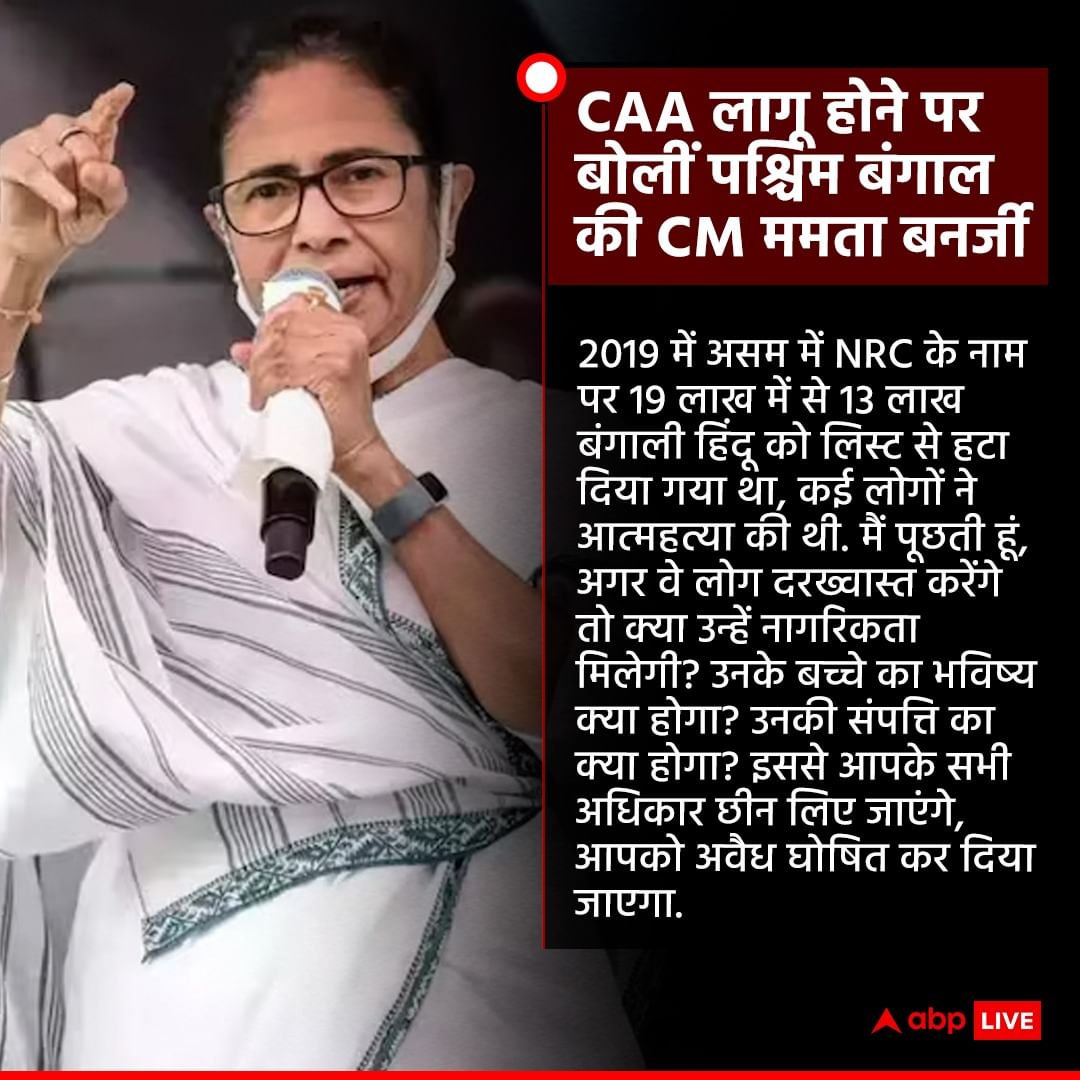 CAA लागू होने पर
बोलीं पश्चिम बंगाल
की CM ममता बनर्जी
2019 में असम में NRC के नाम
पर 19 लाख में से 13 लाख
बंगाली हिंदू को लिस्ट से हटा
दिया गया था, कई लोगों ने
आत्महत्या की थी. मैं पूछती हूं,
अगर वे लोग दरख्वास्त करेंगे
तो क्या उन्हें नागरिकता
मिलेगी? उनके बच्चे का भविष्य
क्या होगा? उनकी संपत्ति का
क्या होगा? इससे आपके सभी
अधिकार छीन लिए जाएंगे,
आपको अवैध घोषित कर दिया
जाएगा.
abp LIVE